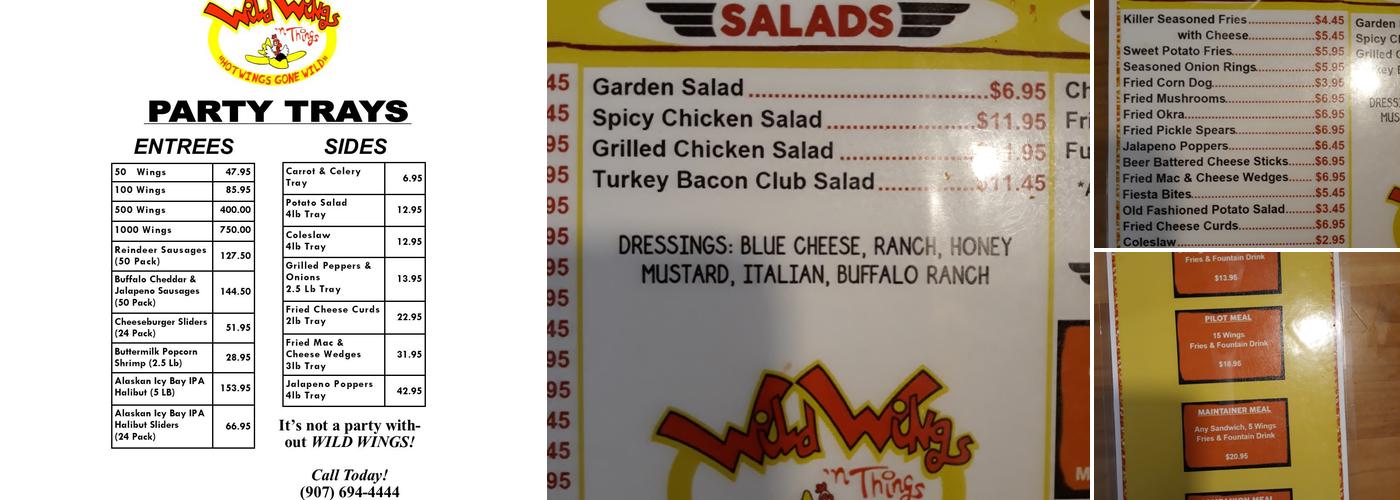 Wild Wings
'n Things
"HOT WINGS GONE WILD"
PARTY TRAYS
ENTREES
50 Wings 47.95
100 Wings 85.95
500 Wings 400.00
1000 Wings 750.00
Reindeer Sausages
(50 Pack) 127.50
Buffalo Cheddar &
Jalapeno Sausages
(50 Pack) 144.50
Cheeseburger Sliders
(24 Pack) 51.95
Buttermilk Popcorn
Shrimp (2.5 Lb) 28.95
Alaskan Icy Bay IPA
Halibut (5 LB) 153.95
Alaskan Icy Bay IPA
Halibut Sliders
(24 Pack) 66.95
SIDES
Carrot & Celery
Tray 6.95
Potato Salad
4lb Tray 12.95
Coleslaw
4lb Tray 12.95
Grilled Peppers &
Onions
2.5 Lb Tray 13.95
Fried Cheese Curds
2lb Tray 22.95
Fried Mac &
Cheese Wedges
3lb Tray 31.95
Jalapeno Poppers
4lb Tray 42.95
It's not a party with-
out WILD WINGS!
Call Today!
(907) 694-4444
SALADS
Garden Salad $6.95
Spicy Chicken Salad $11.95
Grilled Chicken Salad
Turkey Bacon Club Salad $11.45
DRESSINGS: BLUE CHEESE, RANCH, HONEY
MUSTARD, ITALIAN, BUFFALO RANCH
Wild Wings
'n Things
Killer Seasoned Fries $4.45
with Cheese $5.45
Sweet Potato Fries $5.95
Seasoned Onion Rings $5.95
Fried Corn Dog $3.95
Fried Mushrooms $6.95
Fried Okra $6.95
Fried Pickle Spears $6.95
Jalapeno Poppers $6.45
Beer Battered Cheese Sticks $6.95
Fried Mac & Cheese Wedges $6.95
Fiesta Bites $5.45
Old Fashioned Potato Salad $3.45
Fried Cheese Curds $6.95
Coleslaw $2.95
Garden
Fries & Fountain Drink
$13.95
PILOT MEAL
15 Wings
Fries & Fountain Drink
$18.95
MAINTAINER MEAL
Any Sandwich, 5 Wings
Fries & Fountain Drink
$20.95